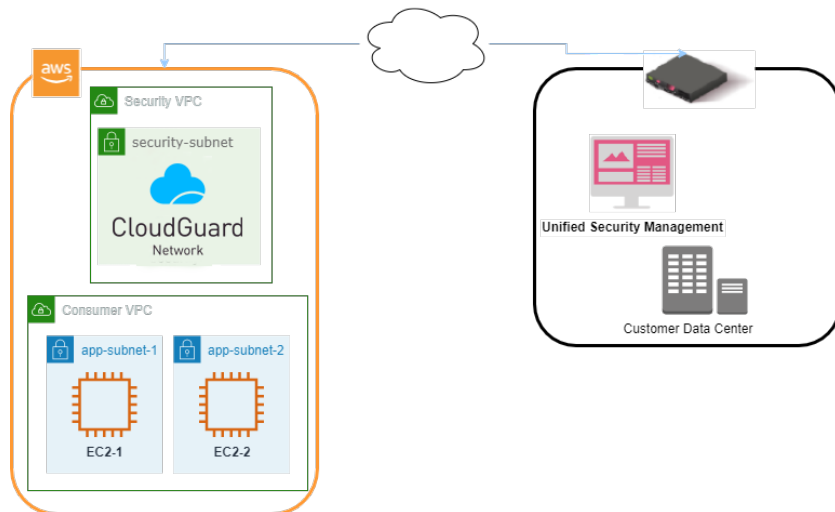 aws
Security VPC
security-subnet
CloudGuard
Network
Consumer VPC
app-subnet-1
app-subnet-2
EC2-1
EC2-2
Unified Security Management
Customer Data Center